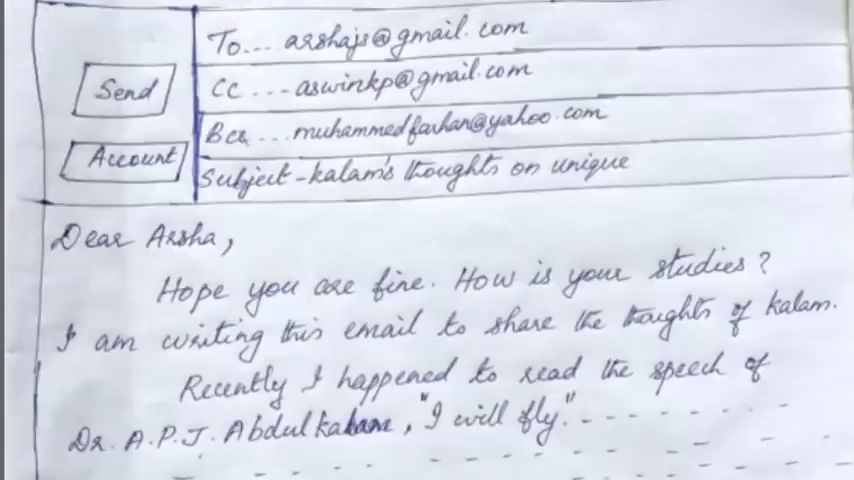 To... arshajs@gmail.com
Send
CC ... aswinkp@gmail.com
Bcc ... muhammedfarhan@yahoo.com
Account
Subject - kalam's thoughts on unique
Dear Arsha,
Hope you are fine. How is your studies?
I am writing this email to share the thoughts of kalam.
Recently I happened to read the speech of
Dr. A.P.J. Abdulkalam, "I will fly".